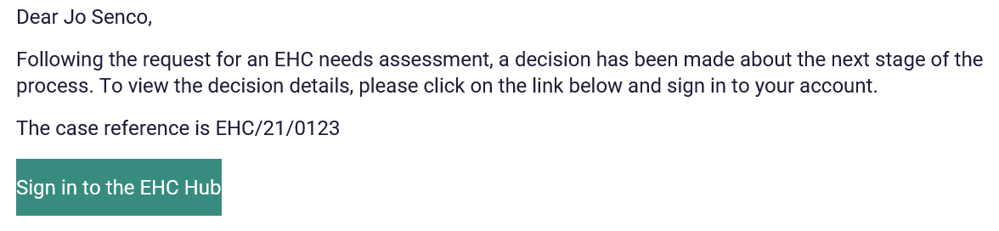 Dear Jo Senco,
Following the request for an EHC needs assessment, a decision has been made about the next stage of the
process. To view the decision details, please click on the link below and sign in to your account.
The case reference is EHC/21/0123
Sign in to the EHC Hub